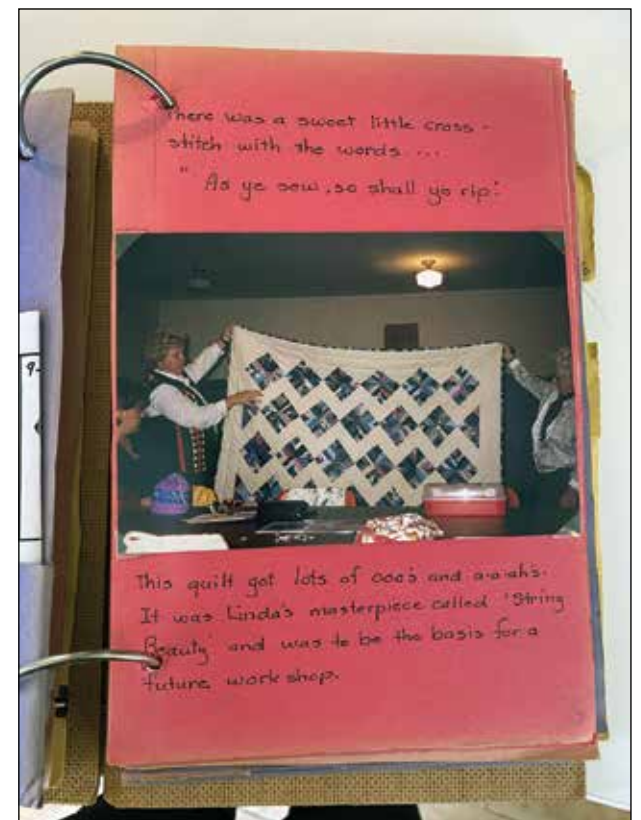 There was a sweet little cross-
stitch with the words ...
" As ye sew, so shall ye rip."
This quilt got lots of ooo's and a-a-ah's.
It was Linda's masterpiece called 'String
Beauty' and was to be the basis for a
future workshop.